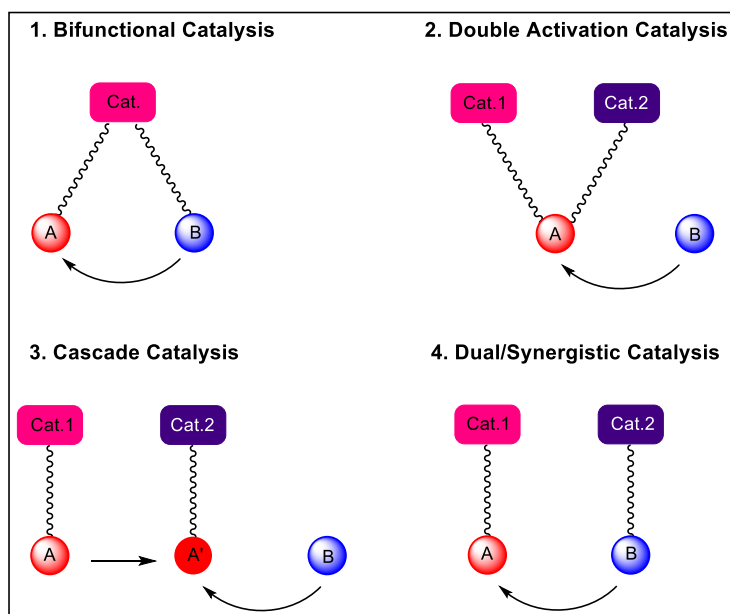 1. Bifunctional Catalysis
Cat.
A
B
2. Double Activation Catalysis
Cat.1
Cat.2
A
B
3. Cascade Catalysis
Cat.1
Cat.2
A
A'
B
4. Dual/Synergistic Catalysis
Cat.1
Cat.2
A
B